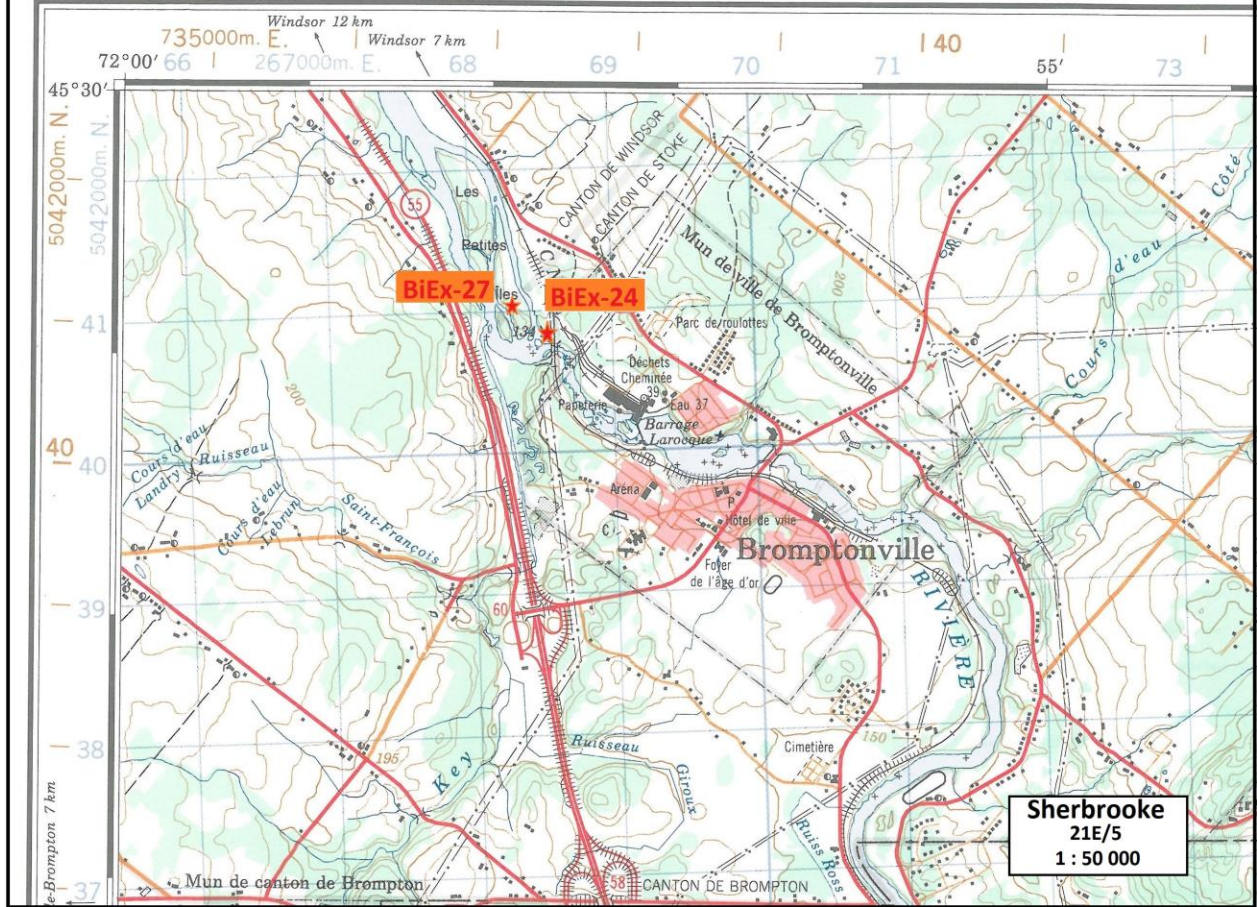 Windsor 12 km
735000m. E.
Windsor 7 km
40
72°00'
66
267000m. E.
68
69
70
71
55'
73
45°30'
5042000m. N.
5042000m. N.
Les
Petites
Îles
55
CANTON DE WINDSOR
CANTON DE STOKE
Mun de ville de Bromptonville
200
Côté
d'eau
Cours
BiEx-27
BiEx-24
134
C N
41
Parc de roulottes
Déchets
Cheminée
39
Papeterie
Eau 37
Barrage
Larocque
200
40
40
Cours d'eau
Landry
Ruisseau
Cours d'eau
Lebrun
Saint-François
Aréna
P
C
Hôtel de ville
Bromptonville
Foyer
de l'âge d'or
RIVIÈRE
39
60
38
195
Key
Ruisseau
Giroux
Cimetière
150
Ruiss Ross
Sherbrooke
21E/5
1 : 50 000
le-Brompton 7 km
37
Mun de canton de Brompton
58
CANTON DE BROMPTON